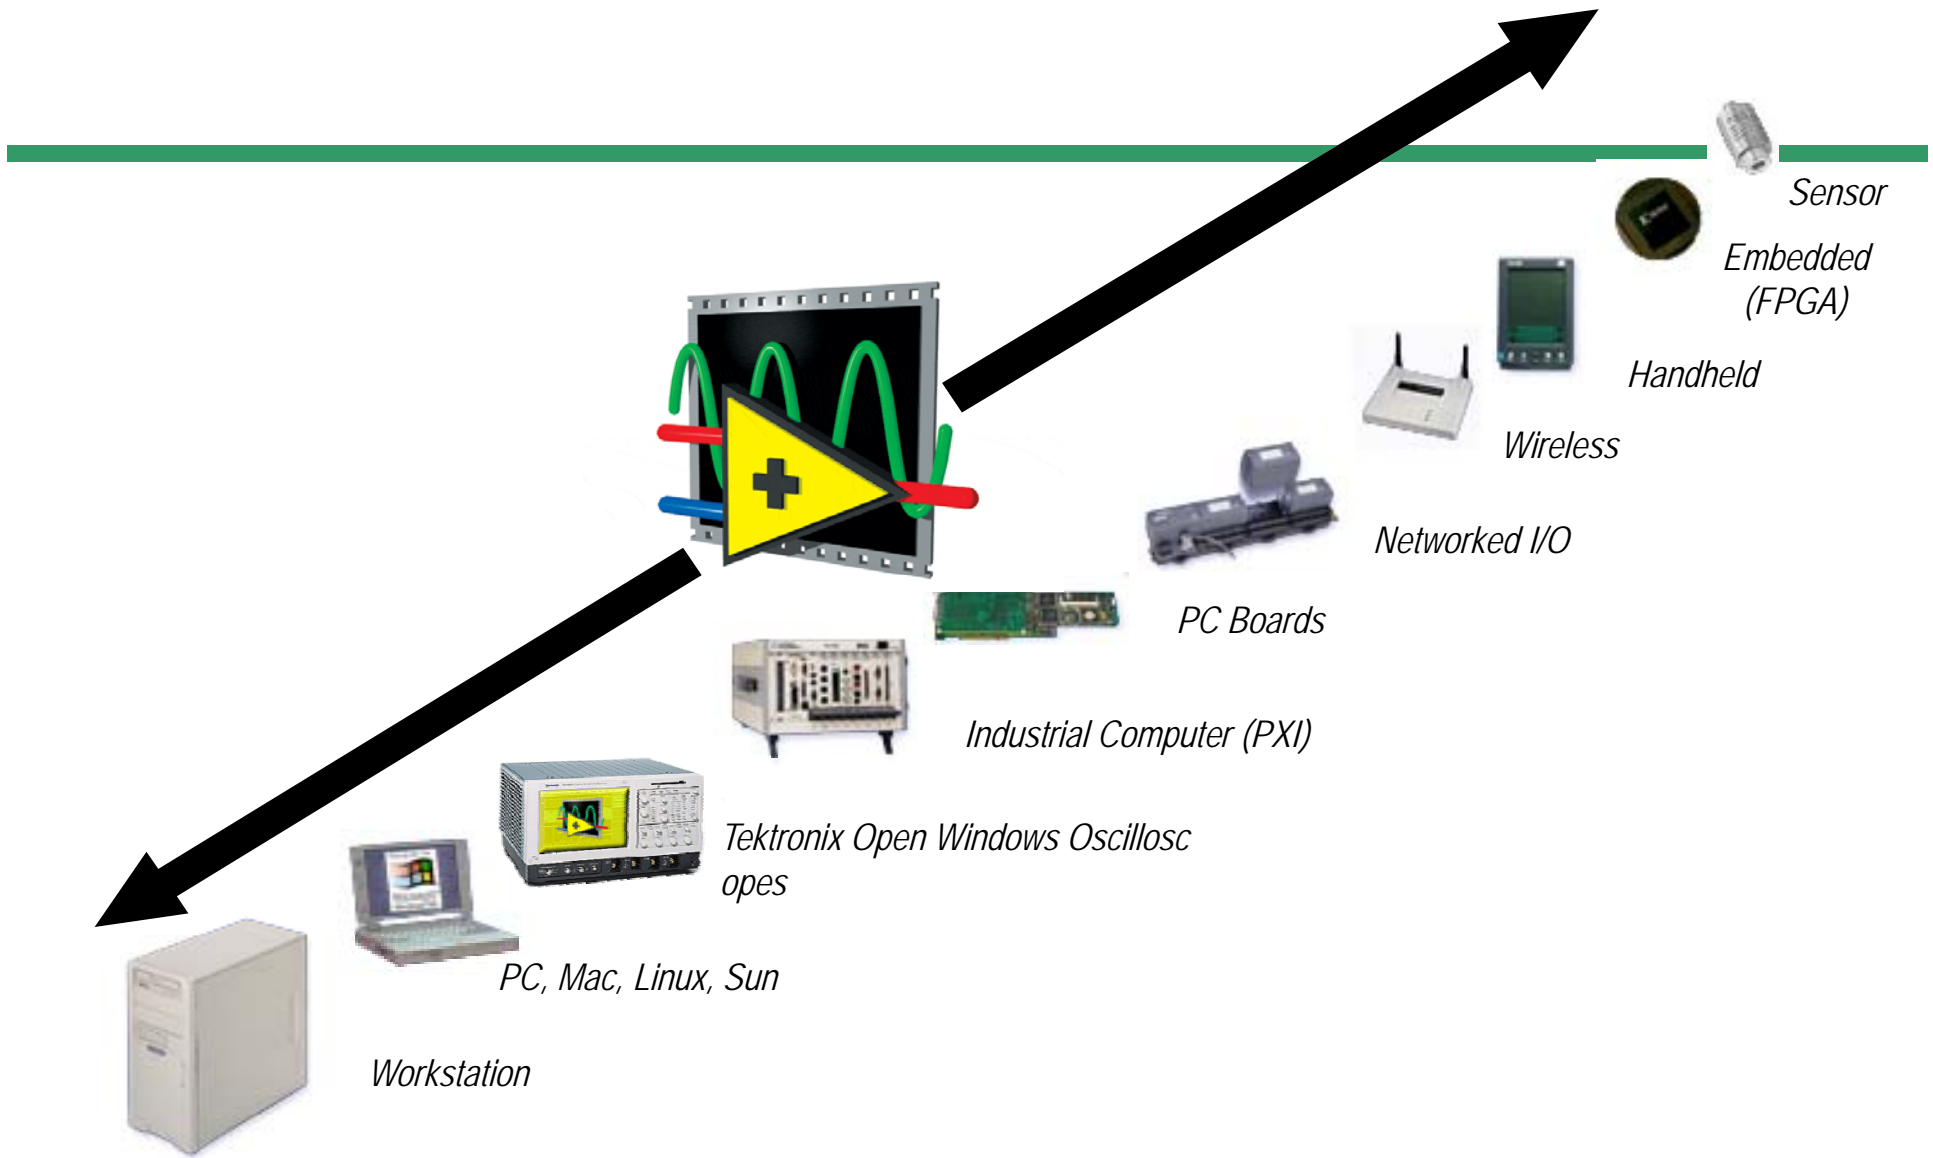 Sensor
Embedded
(FPGA)
Handheld
Wireless
Networked I/O
PC Boards
Industrial Computer (PXI)
Tektronix Open Windows Oscillosc
opes
PC, Mac, Linux, Sun
Workstation